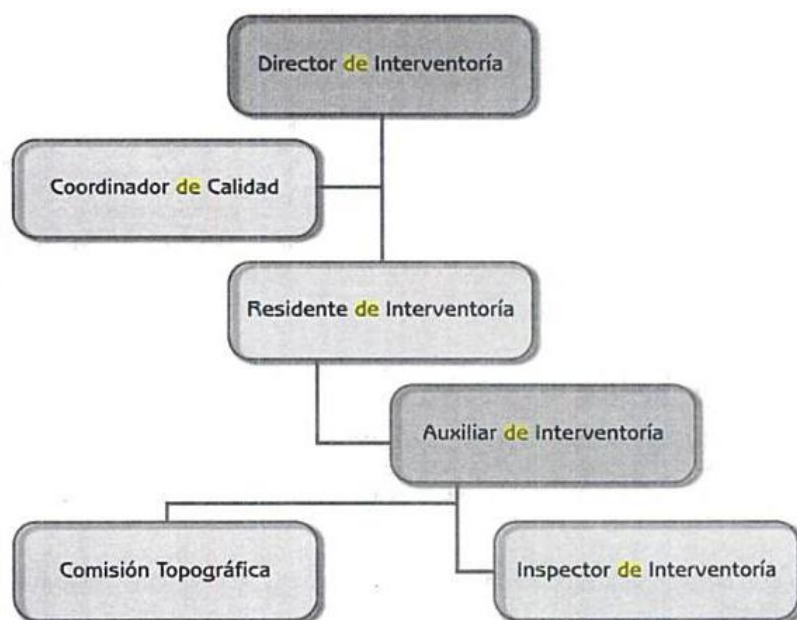 Director de Interventoría
Coordinador de Calidad
Residente de Interventoría
Auxiliar de Interventoría
Comisión Topográfica
Inspector de Interventoría